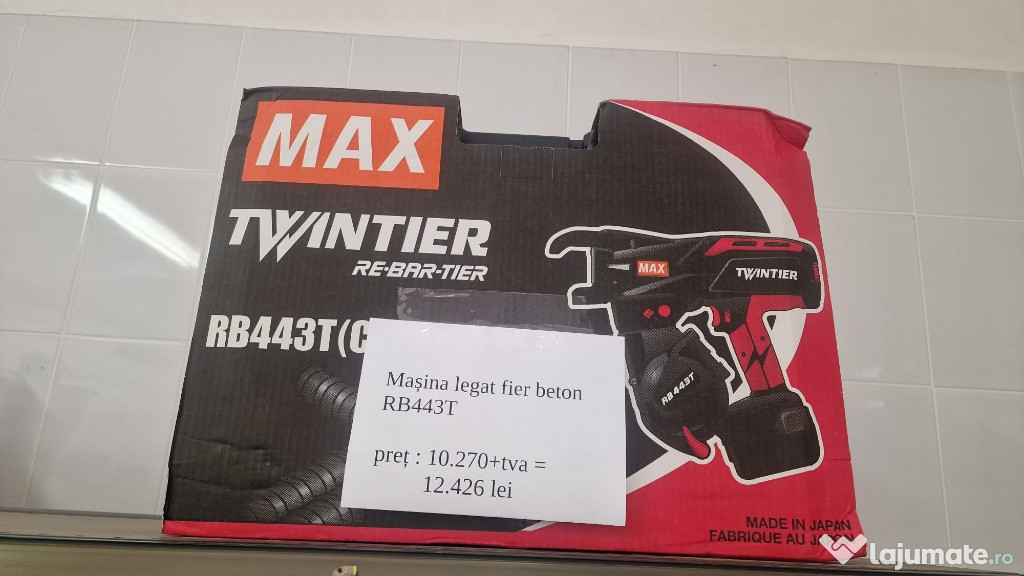 MAX
TWINTIER
RE-BAR-TIER
RB443T(C
MAX
TWINTIER
RB443T
Mașina legat fier beton
RB443T
preț : 10.270+tva =
12.426 lei
MADE IN JAPAN
FABRIQUE AU JAPON
lajumate.ro